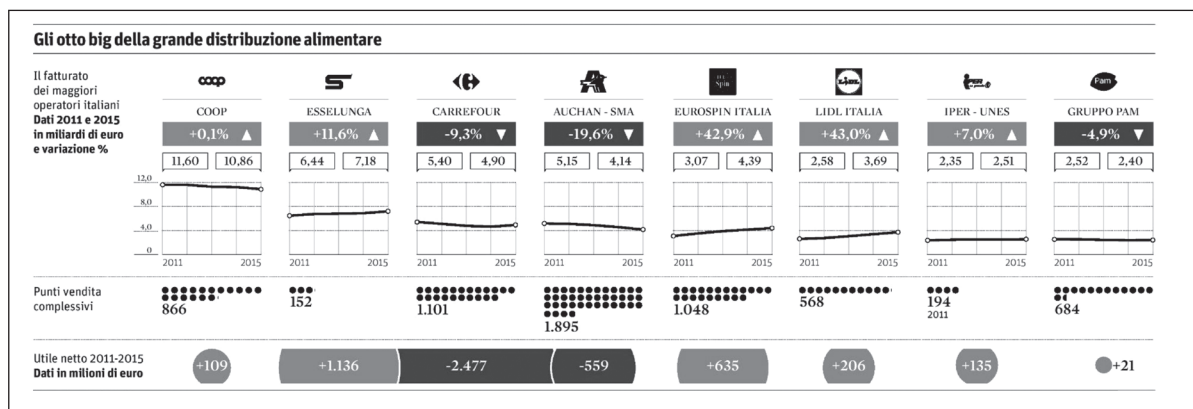 Gli otto big della grande distribuzione alimentare
Il fatturato
dei maggiori
operatori italiani
Dati 2011 e 2015
in miliardi di euro
e variazione %
coop
COOP
+0,1%
11,60 10,86
ESSELUNGA
+11,6%
6,44 7,18
CARREFOUR
-9,3%
5,40 4,90
AUCHAN - SMA
-19,6%
5,15 4,14
Spin
EUROSPIN ITALIA
+42,9%
3,07 4,39
LIDL
LIDL ITALIA
+43,0%
2,58 3,69
IPER - UNES
+7,0%
2,35 2,51
Pam
GRUPPO PAM
-4,9%
2,52 2,40
12,0
8,0
4,0
0
2011 2015
2011 2015
2011 2015
2011 2015
2011 2015
2011 2015
2011 2015
2011 2015
Punti vendita
complessivi
866
152
1.101
1.895
1.048
568
194
2011
684
Utile netto 2011-2015
Dati in milioni di euro
+109
+1.136
-2.477
-559
+635
+206
+135
+21